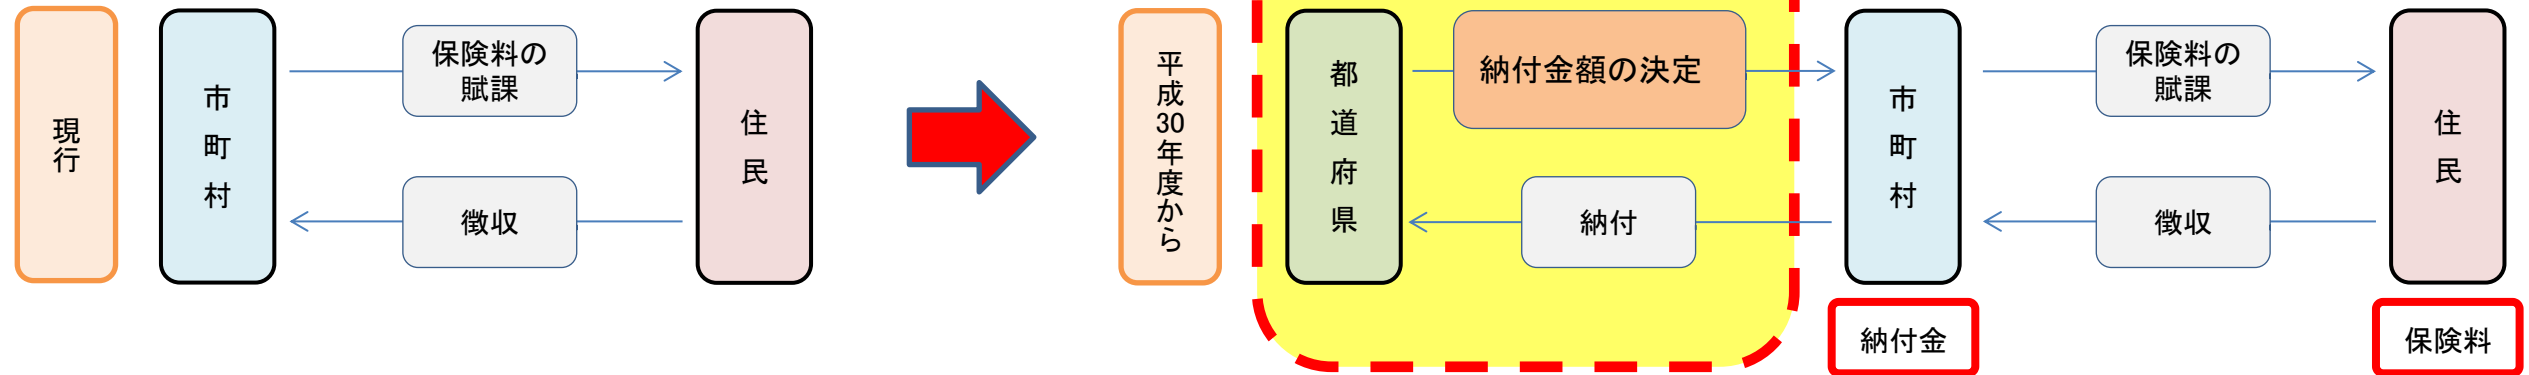 現行
市町村
保険料の
賦課
徴収
住民
平成30年度から
都道府県
納付金額の決定
納付
市町村
保険料の
賦課
徴収
住民
納付金
保険料